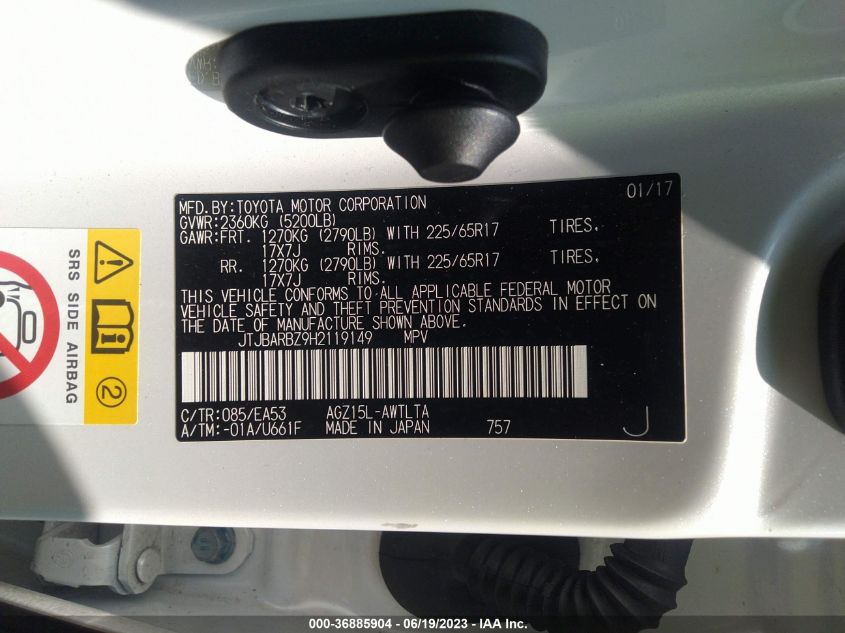 MFD.BY:TOYOTA MOTOR CORPORATION 01/17
GVWR:2360KG (5200LB)
GAWR:FRT. 1270KG (2790LB) WITH 225/65R17 TIRES.
17X7J RIMS.
RR. 1270KG (2790LB) WITH 225/65R17 TIRES.
17X7J RIMS.
THIS VEHICLE CONFORMS TO ALL APPLICABLE FEDERAL MOTOR
VEHICLE SAFETY AND THEFT PREVENTION STANDARDS IN EFFECT ON
THE DATE OF MANUFACTURE SHOWN ABOVE.
JTJBARBZ9H2119149 MPV
C/TR:085/EA53 AGZ15L-AWTLTA
A/TM:-01A/U661F MADE IN JAPAN 757 J
SRS SIDE AIRBAG
2
000-36885904 - 06/19/2023 - IAA Inc.